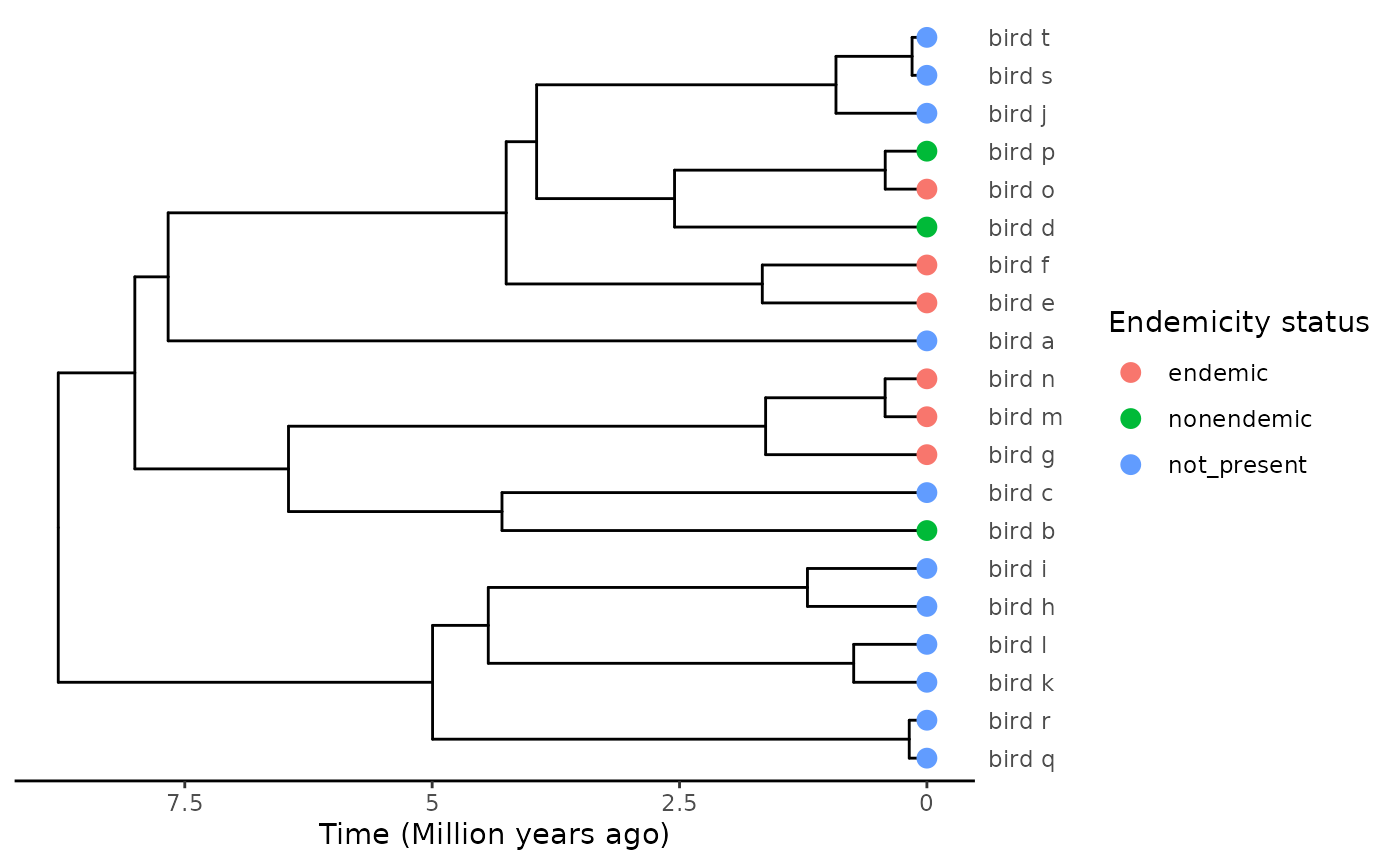 bird t
bird s
bird j
bird p
bird o
bird d
bird f
bird e
bird a
bird n
bird m
bird g
bird c
bird b
bird i
bird h
bird l
bird k
bird r
bird q
Endemicity status
endemic
nonendemic
not_present
7.5 5 2.5 0
Time (Million years ago)